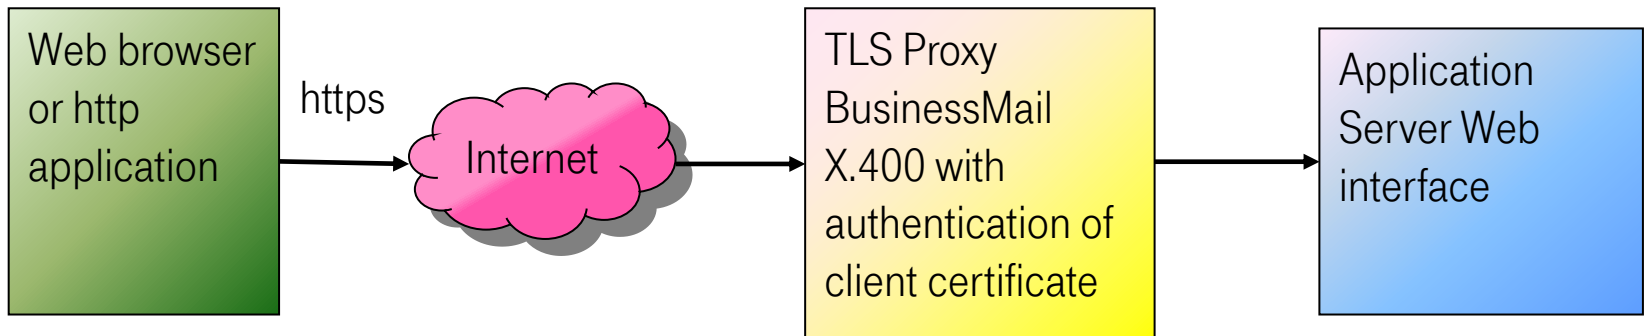 Web browser
or http
application
https
Internet
TLS Proxy
BusinessMail
X.400 with
authentication of
client certificate
Application
Server Web
interface